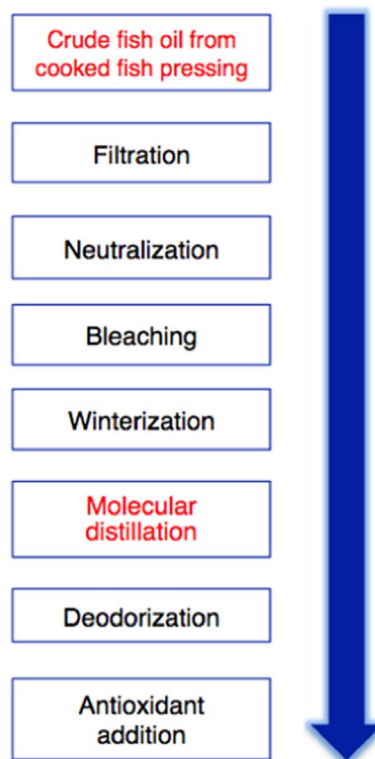 Crude fish oil from
cooked fish pressing
Filtration
Neutralization
Bleaching
Winterization
Molecular
distillation
Deodorization
Antioxidant
addition